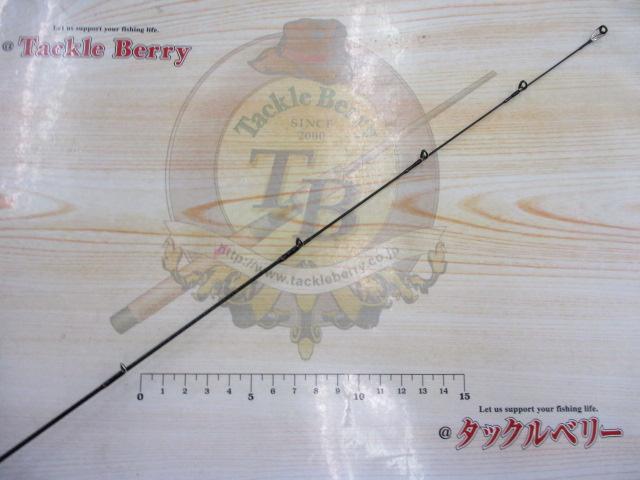 Let us support your fishing life.
@ Tackle Berry
Tackle Berry
SINCE
2000
TB
http://www.tackleberry.co.jp
0 1 2 3 4 5 6 7 8 9 10 11 12 13 14 15
Let us support your fishing life.
@ タックルベリー